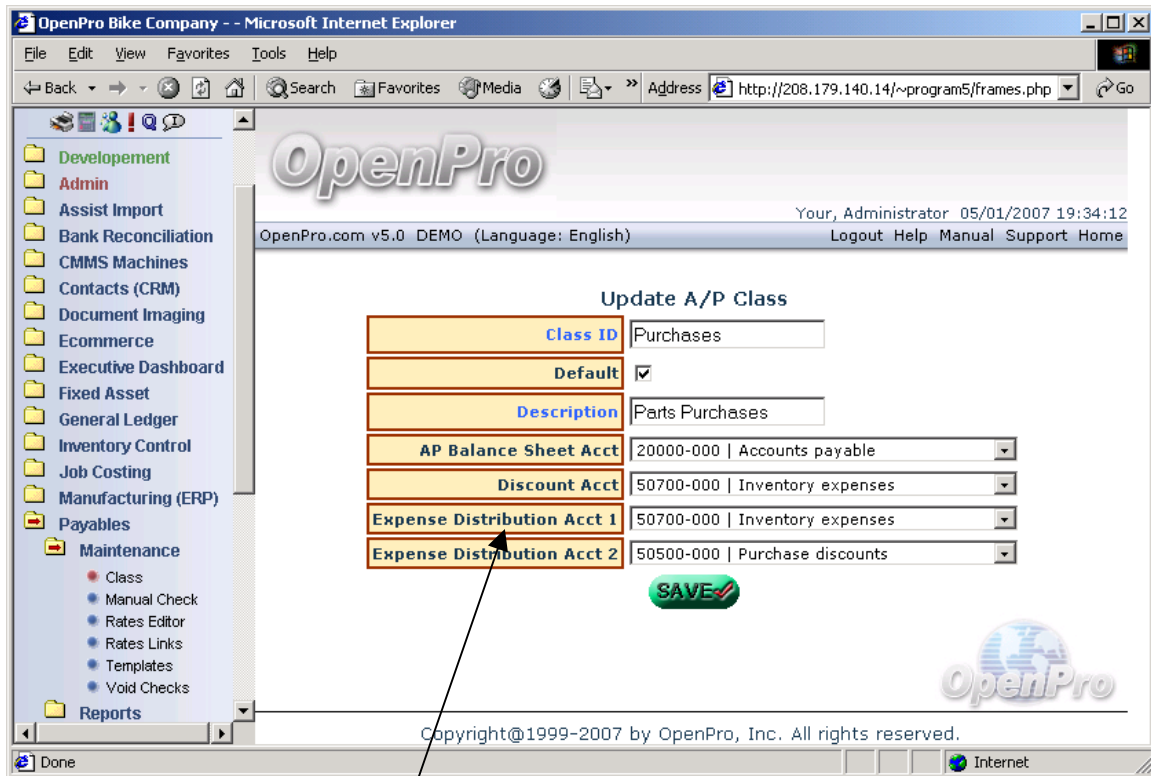 OpenPro Bike Company - - Microsoft Internet Explorer
File Edit View Favorites Tools Help
Back Search Favorites Media » Address http://208.179.140.14/~program5/frames.php Go
Developement
Admin
Assist Import
Bank Reconciliation
CMMS Machines
Contacts (CRM)
Document Imaging
Ecommerce
Executive Dashboard
Fixed Asset
General Ledger
Inventory Control
Job Costing
Manufacturing (ERP)
Payables
Maintenance
Class
Manual Check
Rates Editor
Rates Links
Templates
Void Checks
Reports
OpenPro
Your, Administrator 05/01/2007 19:34:12
OpenPro.com v5.0 DEMO (Language: English) Logout Help Manual Support Home
Update A/P Class
Class ID Purchases
Default
Description Parts Purchases
AP Balance Sheet Acct 20000-000 | Accounts payable
Discount Acct 50700-000 | Inventory expenses
Expense Distribution Acct 1 50700-000 | Inventory expenses
Expense Distribution Acct 2 50500-000 | Purchase discounts
SAVE
OpenPro
Copyright@1999-2007 by OpenPro, Inc. All rights reserved.
Done Internet